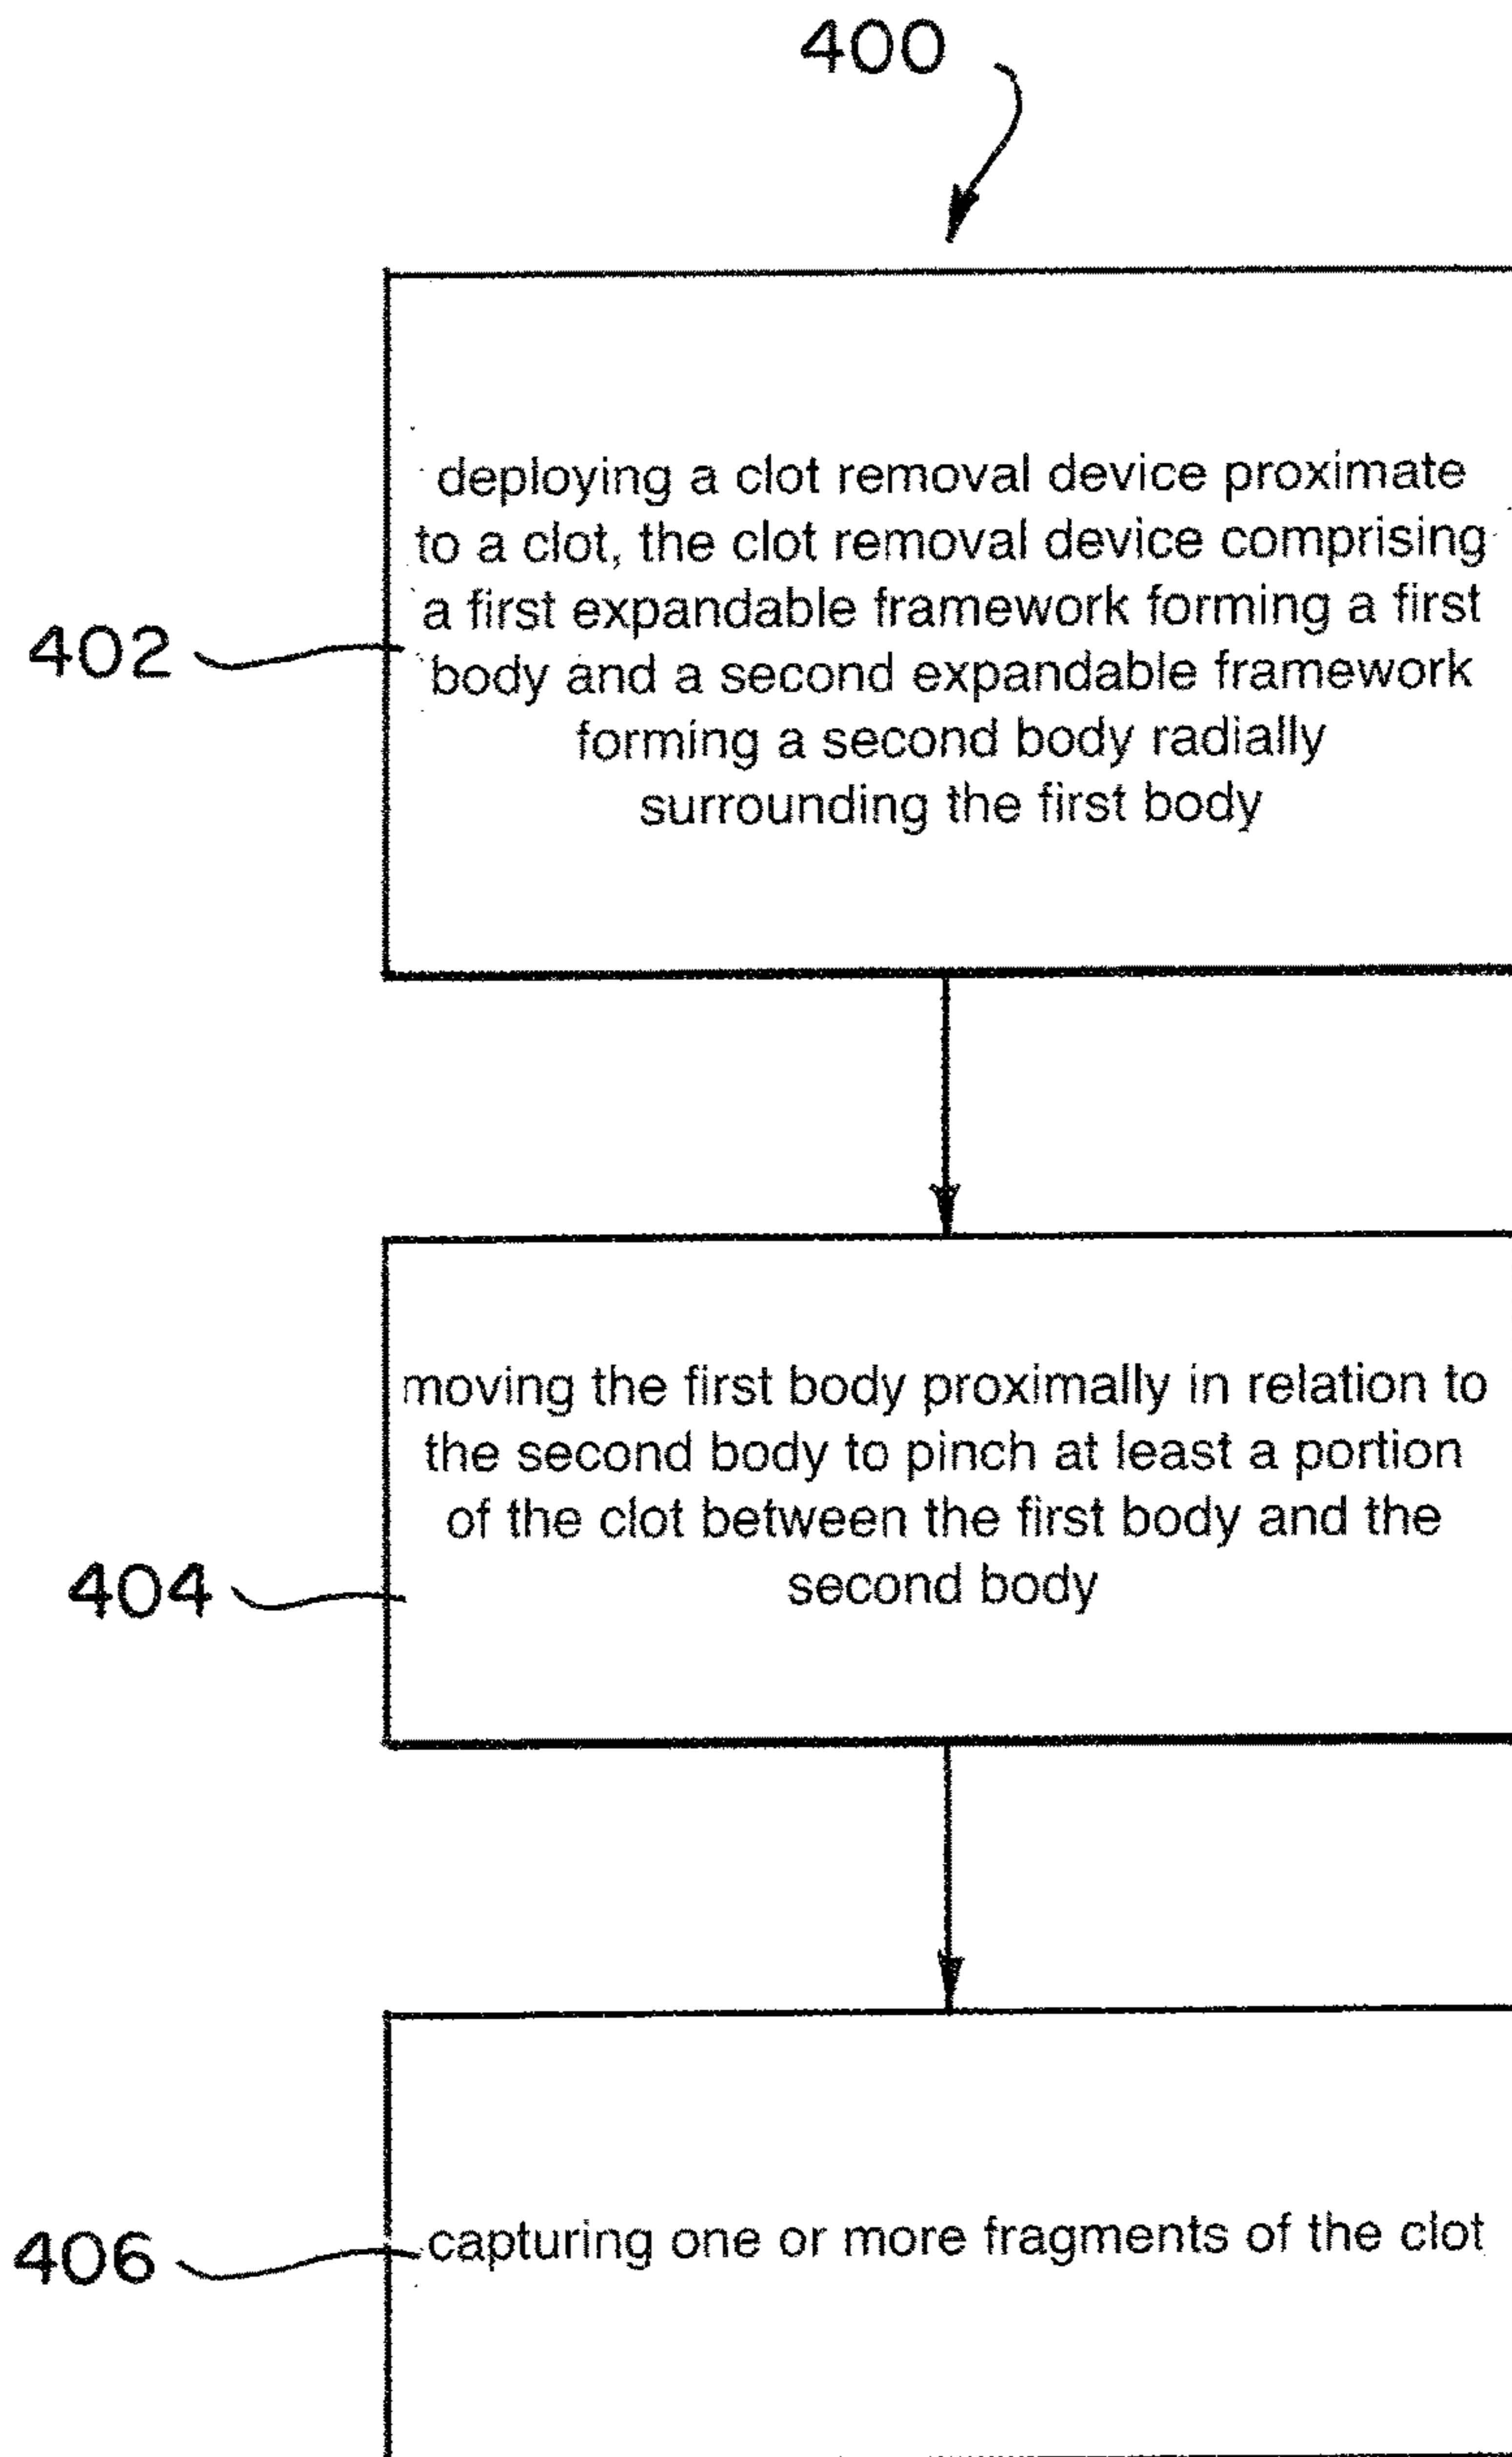 400
deploying a clot removal device proximate
to a clot, the clot removal device comprising
a first expandable framework forming a first
402
body and a second expandable framework
forming a second body radially
surrounding the first body
moving the first body proximally in relation to
the second body to pinch at least a portion
of the clot between the first body and the
404
second body
406
capturing one or more fragments of the clot